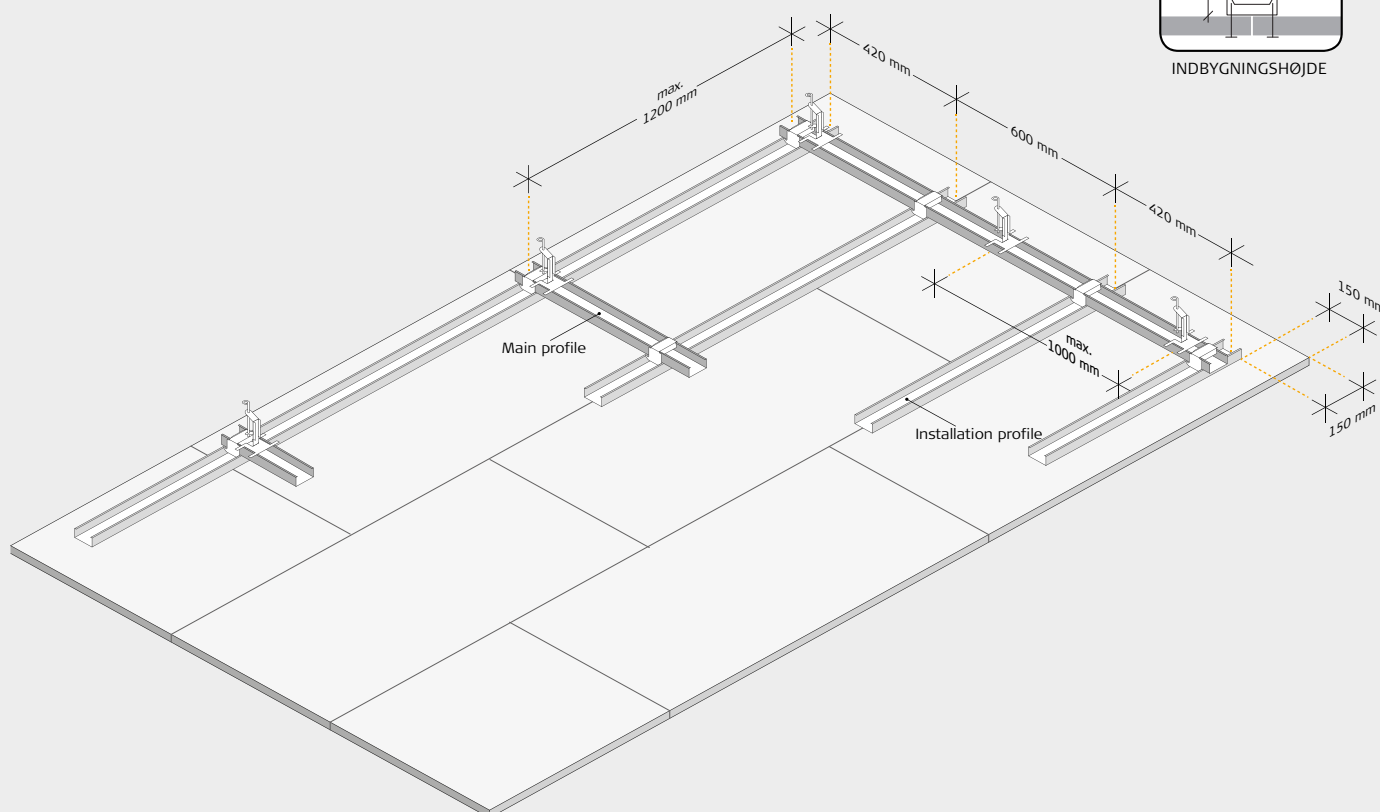 INDBYGNINGSHØJDE
420 mm
max.
1200 mm
600 mm
420 mm
150 mm
max.
1000 mm
Main profile
150 mm
Installation profile